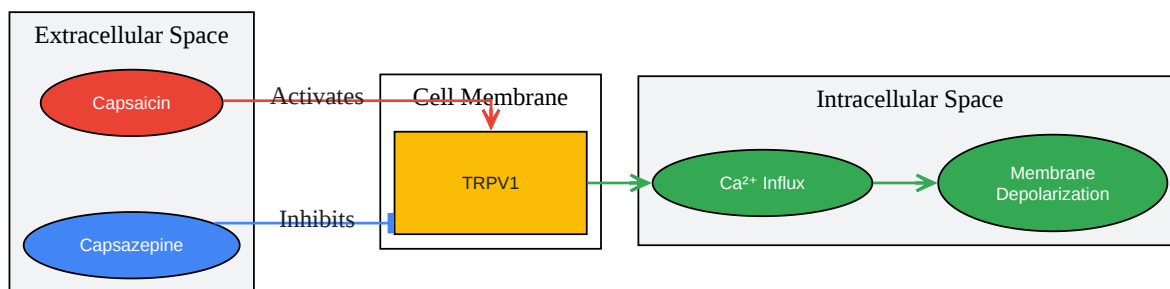 Extracellular Space
Capsaicin
Activates
Capsazepine
Inhibits
Cell Membrane
TRPV1
Intracellular Space
Ca²⁺ Influx
Membrane
Depolarization